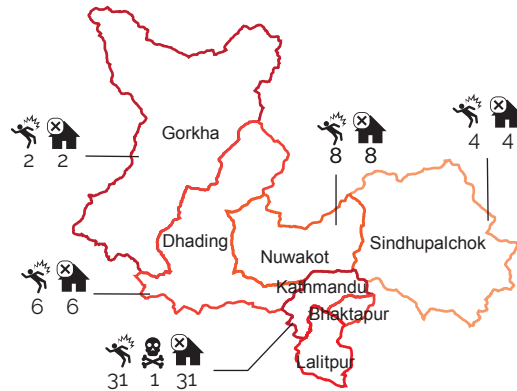 Gorkha
2 2
4 4
8 8
Dhading
Nuwakot
Sindhupalchok
Kathmandu
Bhaktapur
6 6
Lalitpur
31 1 31